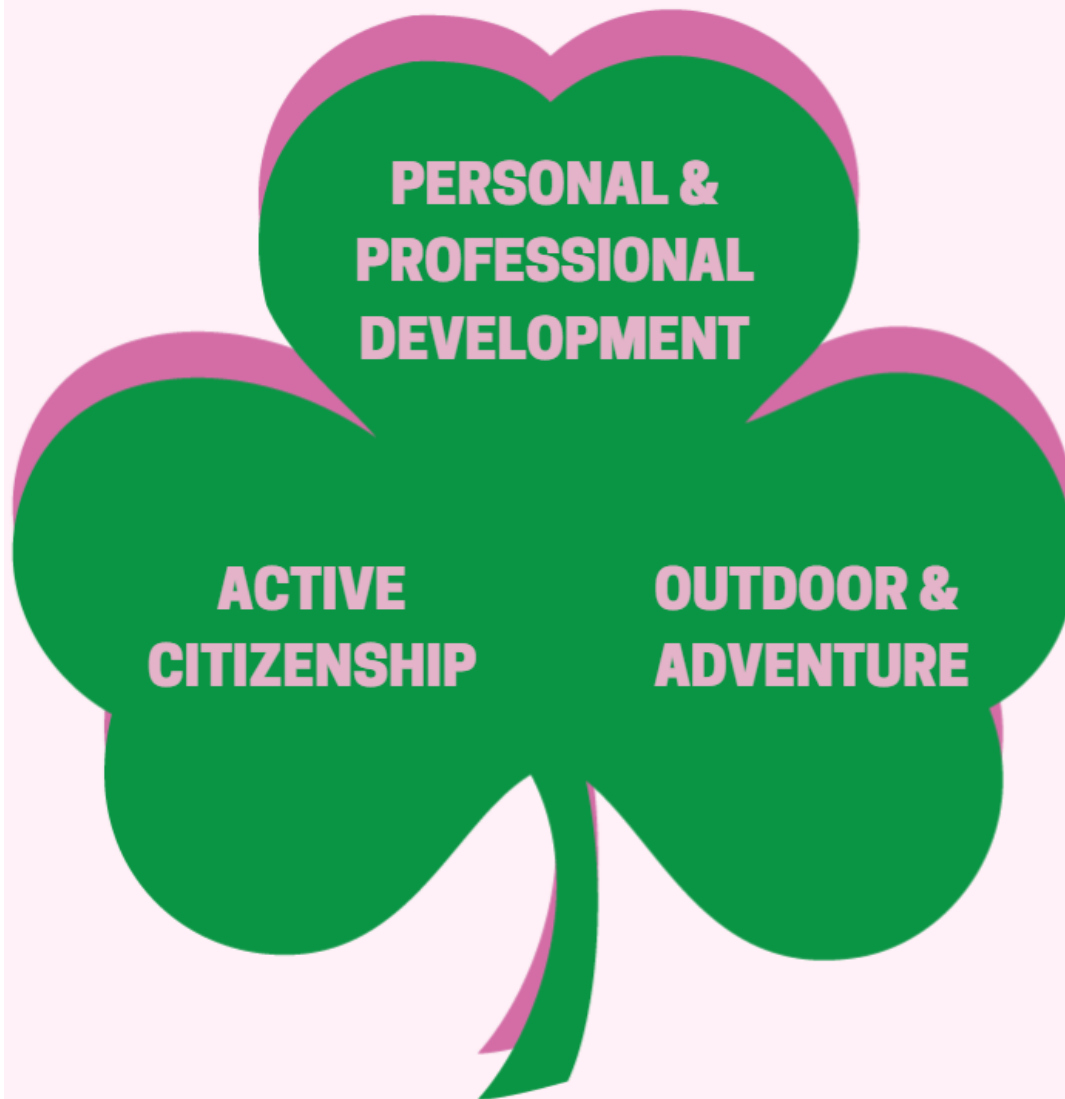 PERSONAL &
PROFESSIONAL
DEVELOPMENT
ACTIVE
CITIZENSHIP
OUTDOOR &
ADVENTURE